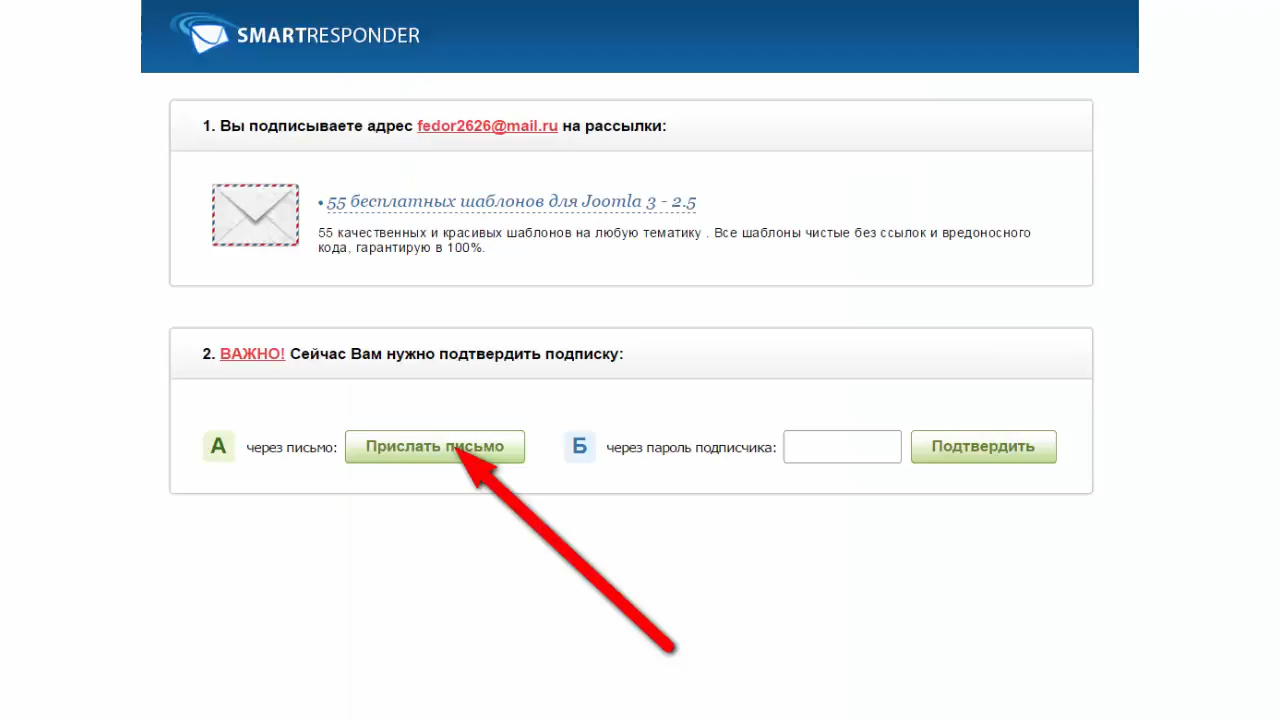 SMARTRESPONDER
1. Вы подписываете адрес fedor2626@mail.ru на рассылки:
• 55 бесплатных шаблонов для Joomla 3 - 2.5
55 качественных и красивых шаблонов на любую тематику . Все шаблоны чистые без ссылок и вредоносного
кода, гарантирую в 100%.
2. ВАЖНО! Сейчас Вам нужно подтвердить подписку:
А через письмо: Прислать письмо Б через пароль подписчика: Подтвердить